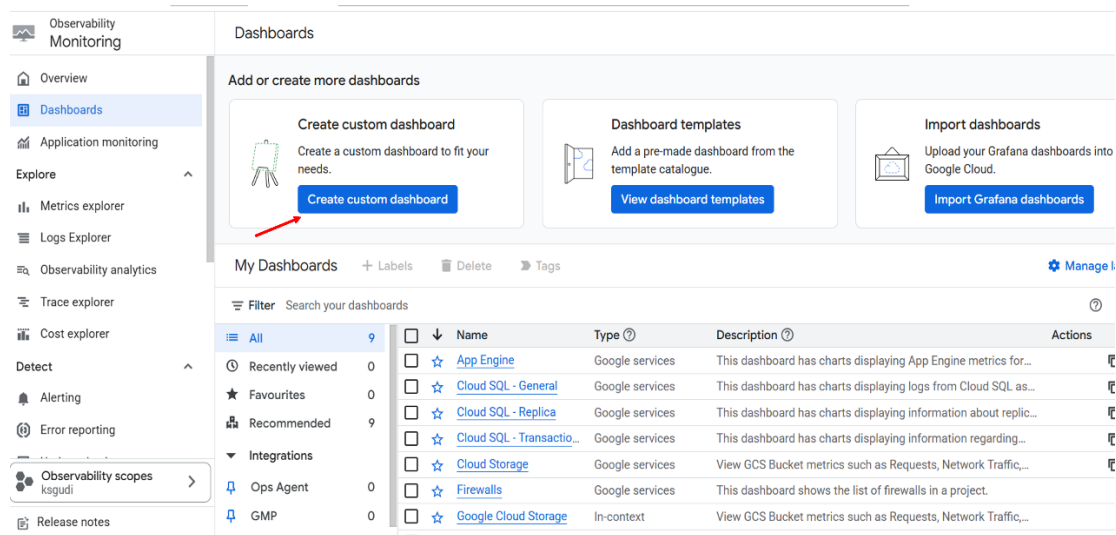 Observability
Monitoring
Overview
Dashboards
Application monitoring
Explore
Metrics explorer
Logs Explorer
Observability analytics
Trace explorer
Cost explorer
Detect
Alerting
Error reporting
Observability scopes
ksgudi
Release notes
Dashboards
Add or create more dashboards
Create custom dashboard
Create a custom dashboard to fit your
needs.
Create custom dashboard
Dashboard templates
Add a pre-made dashboard from the
template catalogue.
View dashboard templates
Import dashboards
Upload your Grafana dashboards into
Google Cloud.
Import Grafana dashboards
My Dashboards + Labels Delete Tags Manage
Filter Search your dashboards
All 9
Recently viewed 0
Favourites 0
Recommended 9
Integrations
Ops Agent 0
GMP 0
Name Type Description Actions
App Engine Google services This dashboard has charts displaying App Engine metrics for...
Cloud SQL - General Google services This dashboard has charts displaying logs from Cloud SQL as...
Cloud SQL - Replica Google services This dashboard has charts displaying information about replic...
Cloud SQL - Transactio... Google services This dashboard has charts displaying information regarding...
Cloud Storage Google services View GCS Bucket metrics such as Requests, Network Traffic,...
Firewalls Google services This dashboard shows the list of firewalls in a project.
Google Cloud Storage In-context View GCS Bucket metrics such as Requests, Network Traffic,...